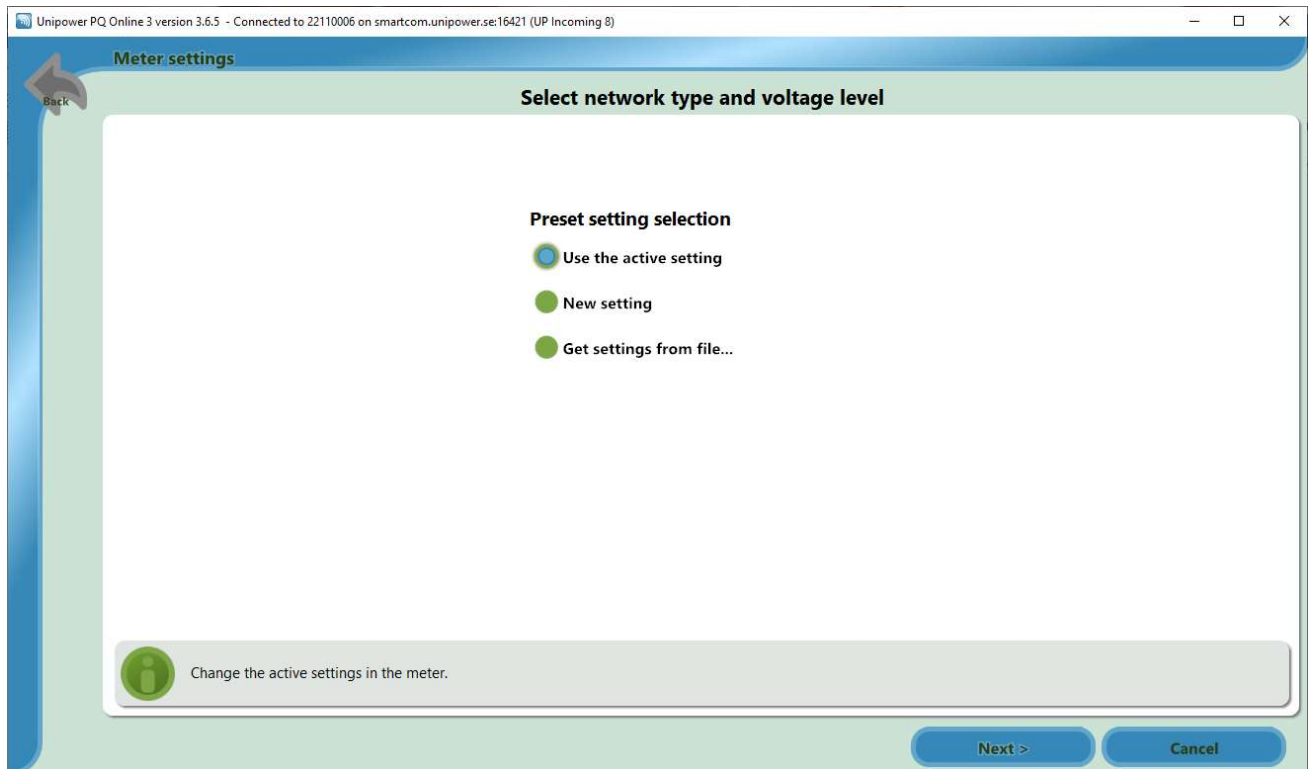 Unipower PQ Online 3 version 3.6.5 - Connected to 22110006 on smartcom.unipower.se:16421 (UP Incoming 8)
Meter settings
Back
Select network type and voltage level
Preset setting selection
Use the active setting
New setting
Get settings from file...
Change the active settings in the meter.
Next >
Cancel